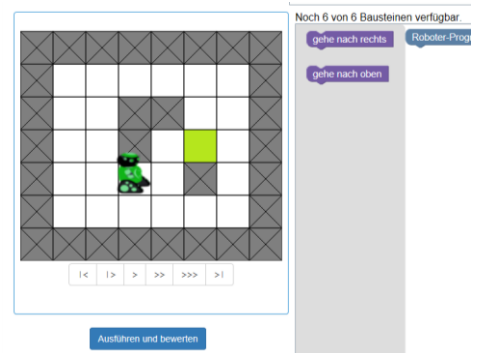 Noch 6 von 6 Bausteinen verfügbar.
gehe nach rechts
Roboter-Prog
gehe nach oben
|< |> > >> >>> >|
Ausführen und bewerten